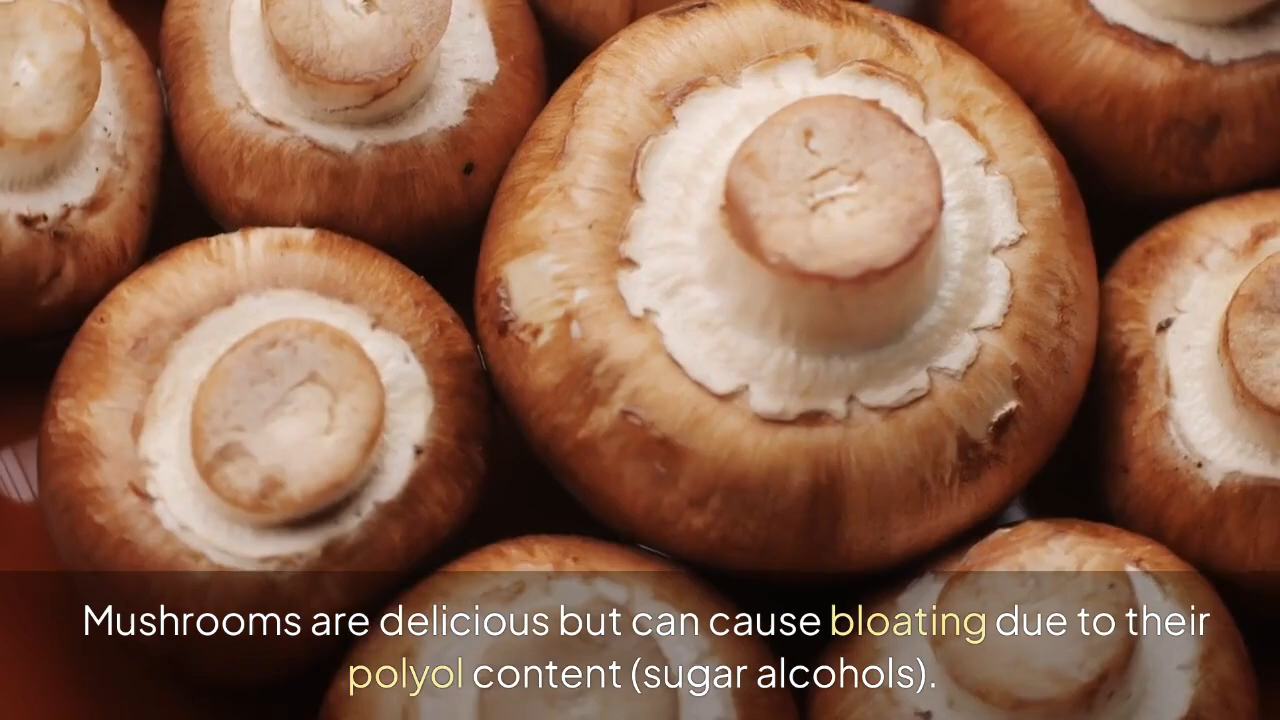 Mushrooms are delicious but can cause bloating due to their
polyol content (sugar alcohols).